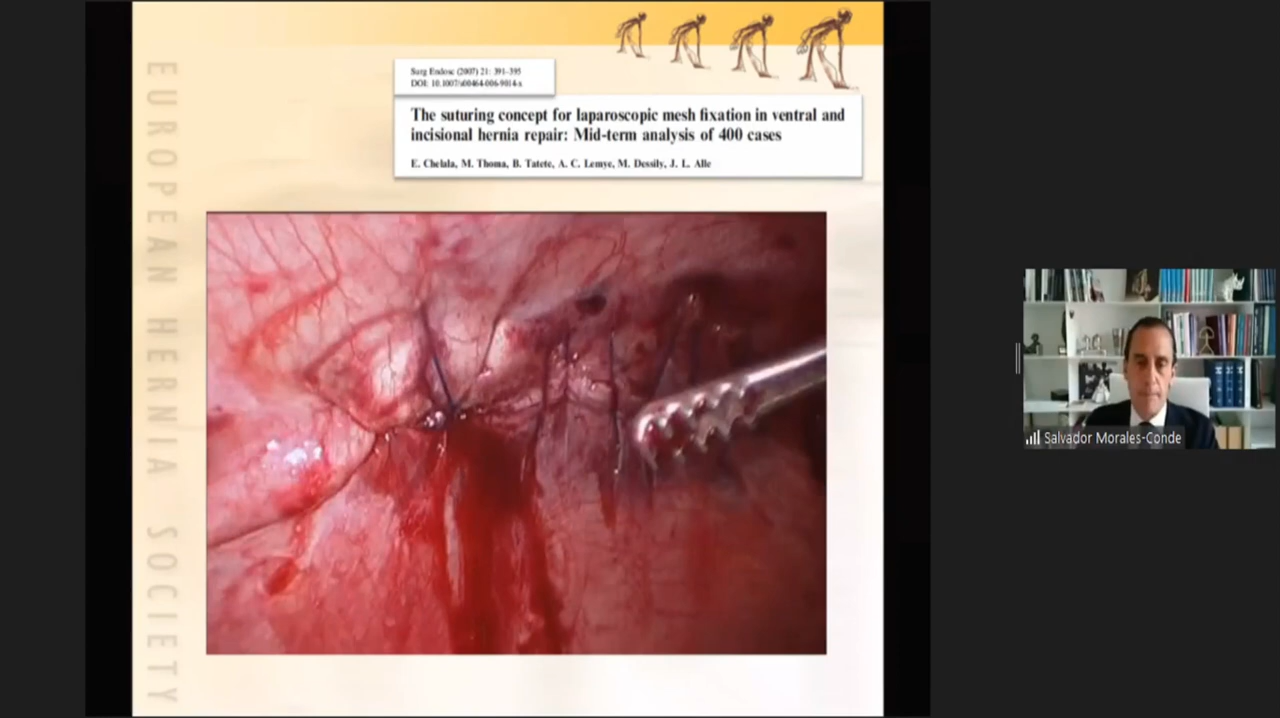 Surg Endosc (2007) 21: 391–395
DOI: 10.1007/s00464-006-9014-x
The suturing concept for laparoscopic mesh fixation in ventral and
incisional hernia repair: Mid-term analysis of 400 cases
E. Chelala, M. Thoma, B. Tatete, A. C. Lemye, M. Dessily, J. L. Alle
EUROPEAN HERNIA SOCIETY
Salvador Morales-Conde